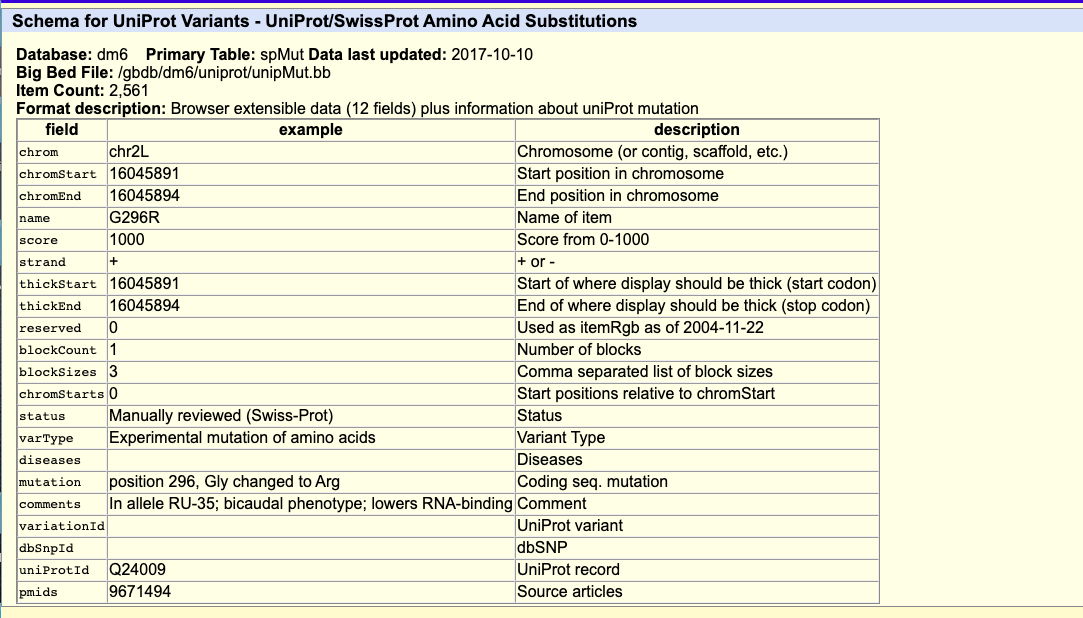 Schema for UniProt Variants - UniProt/SwissProt Amino Acid Substitutions
Database: dm6 Primary Table: spMut Data last updated: 2017-10-10
Big Bed File: /gbdb/dm6/uniprot/unipMut.bb
Item Count: 2,561
Format description: Browser extensible data (12 fields) plus information about uniProt mutation
field example description
chrom chr2L Chromosome (or contig, scaffold, etc.)
chromStart 16045891 Start position in chromosome
chromEnd 16045894 End position in chromosome
name G296R Name of item
score 1000 Score from 0-1000
strand + + or -
thickStart 16045891 Start of where display should be thick (start codon)
thickEnd 16045894 End of where display should be thick (stop codon)
reserved 0 Used as itemRgb as of 2004-11-22
blockCount 1 Number of blocks
blockSizes 3 Comma separated list of block sizes
chromStarts 0 Start positions relative to chromStart
status Manually reviewed (Swiss-Prot) Status
varType Experimental mutation of amino acids Variant Type
diseases Diseases
mutation position 296, Gly changed to Arg Coding seq. mutation
comments In allele RU-35; bicaudal phenotype; lowers RNA-binding Comment
variationId UniProt variant
dbSnpId dbSNP
uniProtId Q24009 UniProt record
pmids 9671494 Source articles